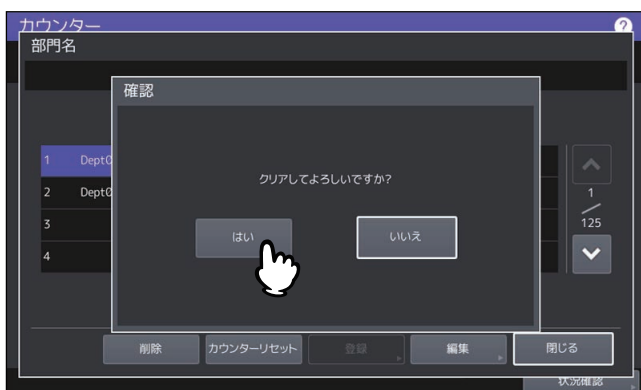 カウンター
?
部門名
確認
1 Dept0
2 Dept0
3
4
クリアしてよろしいですか?
はい
いいえ
1
125
削除
カウンターリセット
登録
編集
閉じる
状況確認